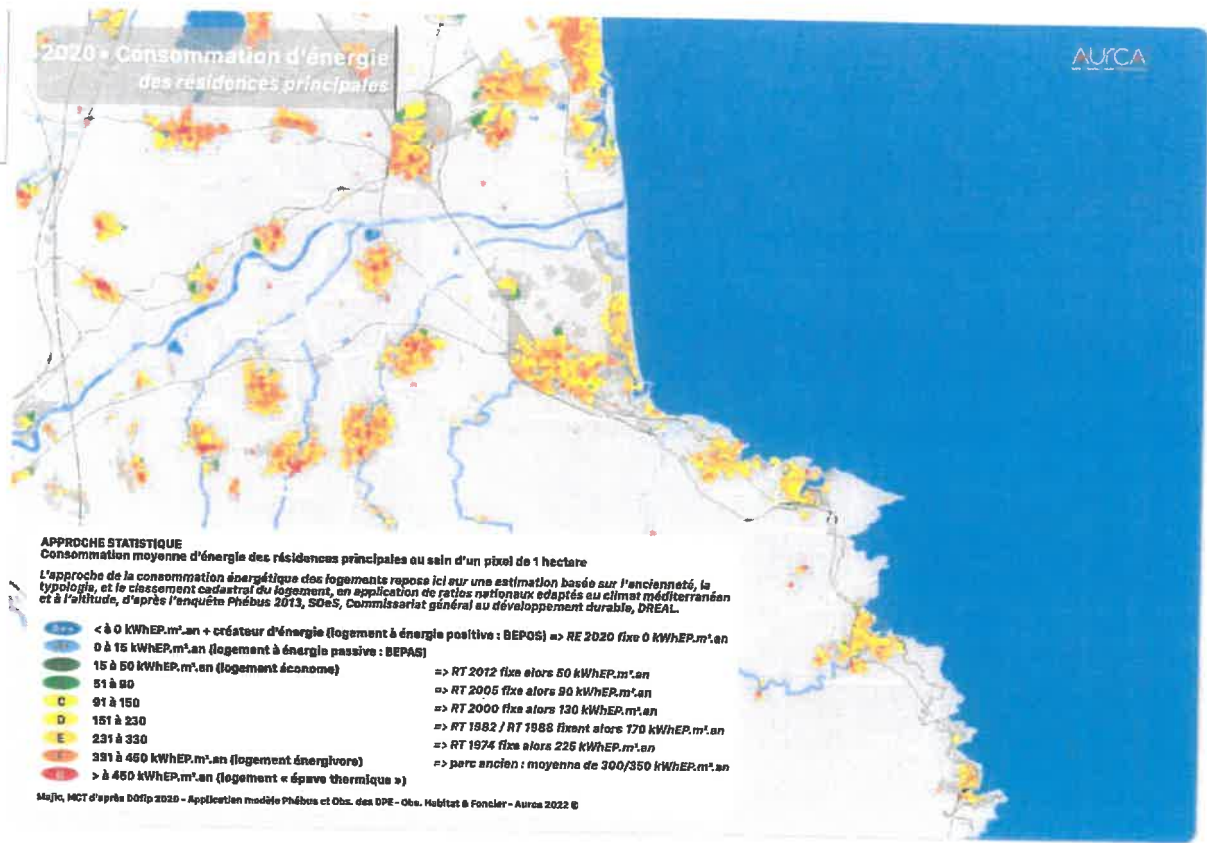 2020 • Consommation d'énergie
des résidences principales
AURCA
APPROCHE STATISTIQUE
Consommation moyenne d'énergie des résidences principales au sein d'un pixel de 1 hectare
L'approche de la consommation énergétique des logements repose ici sur une estimation basée sur l'ancienneté, la
typologie, et le classement cadastral du logement, en application de ratios nationaux adaptés au climat méditerranéen
et à l'altitude, d'après l'enquête Phébus 2013, SOeS, Commissariat général au développement durable, DREAL.
A++ < à 0 kWhEP.m².an + créateur d'énergie (logement à énergie positive : BEPOS) => RE 2020 fixe 0 kWhEP.m².an
A+ 0 à 15 kWhEP.m².an (logement à énergie passive : BEPAS)
15 à 50 kWhEP.m².an (logement économe) => RT 2012 fixe alors 50 kWhEP.m².an
51 à 90 => RT 2005 fixe alors 90 kWhEP.m².an
C 91 à 150 => RT 2000 fixe alors 130 kWhEP.m².an
D 151 à 230 => RT 1982 / RT 1988 fixent alors 170 kWhEP.m².an
E 231 à 330 => RT 1974 fixe alors 225 kWhEP.m².an
F 331 à 450 kWhEP.m².an (logement énergivore) => parc ancien : moyenne de 300/350 kWhEP.m².an
G > à 450 kWhEP.m².an (logement « épave thermique »)
Majic, MCT d'après DGfip 2020 - Application modèle Phébus et Obs. des DPE - Obs. Habitat & Foncier - Aurca 2022 ©